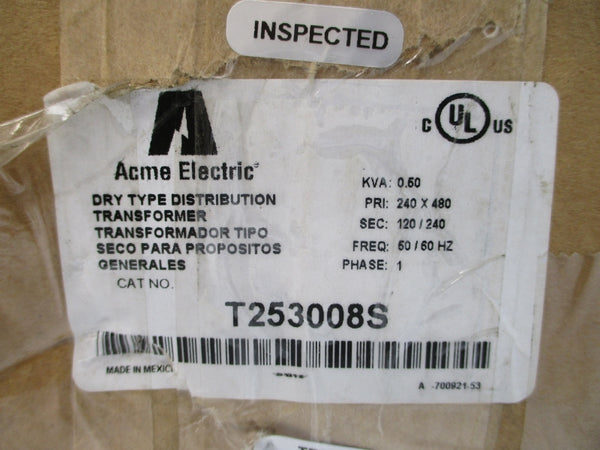 INSPECTED
C UL US
Acme Electric
DRY TYPE DISTRIBUTION
TRANSFORMER
TRANSFORMADOR TIPO
SECO PARA PROPOSITOS
GENERALES
CAT NO.
KVA: 0.50
PRI: 240 X 480
SEC: 120 / 240
FREQ: 50 / 60 HZ
PHASE: 1
T253008S
MADE IN MEXIC
A -700921-53